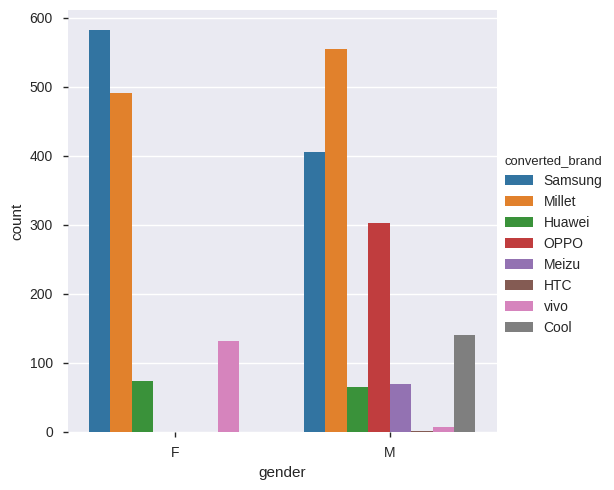 600
500
400
300
200
100
0
count
F
M
gender
converted_brand
Samsung
Millet
Huawei
OPPO
Meizu
HTC
vivo
Cool